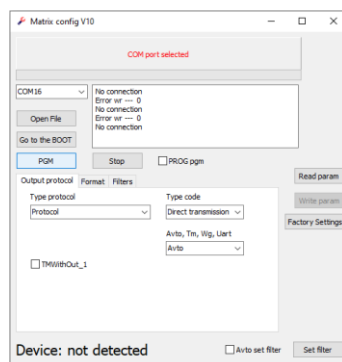 Matrix config V10
COM port selected
COM16
No connection
Error wr --- 0
No connection
Error wr --- 0
No connection
Open File
Go to the BOOT
PGM
Stop
PROG pgm
Output protocol Format Filters
Read param
Type protocol
Type code
Write param
Protocol
Direct transmission
Factory Settings
Avto, Tm, Wg, Uart
Avto
TMWithOut_1
Device: not detected
Avto set filter
Set filter